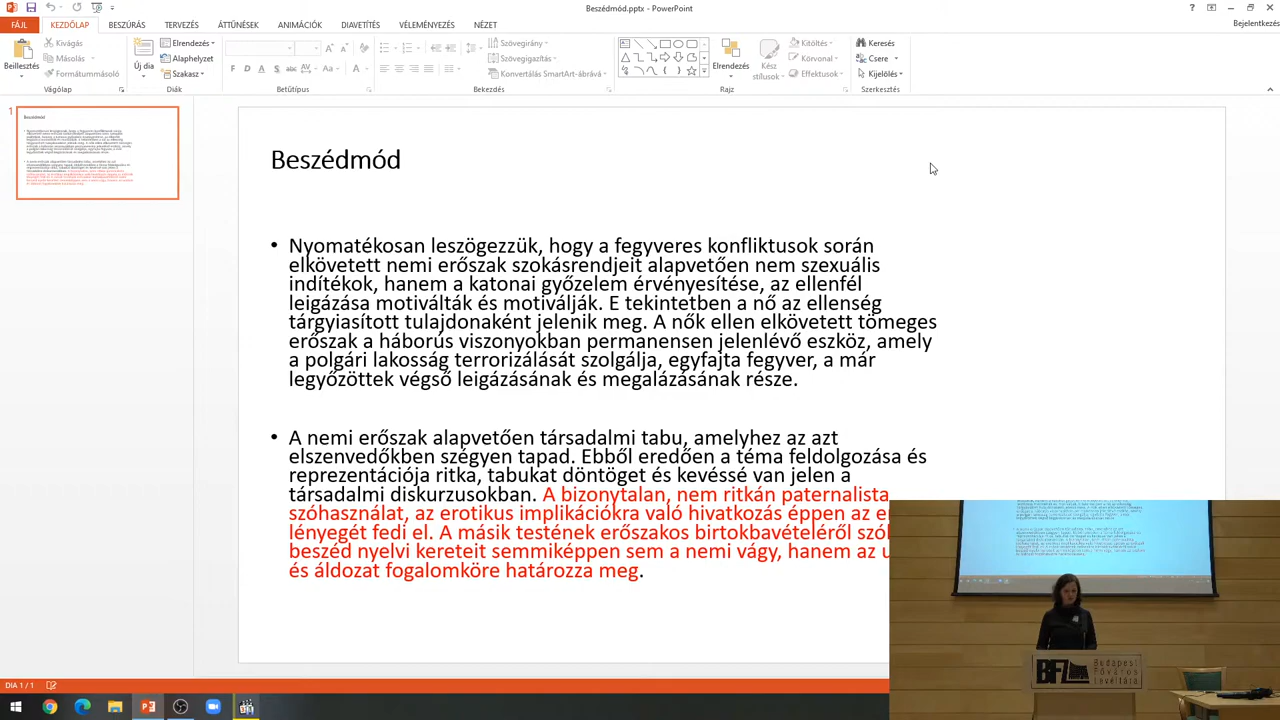 Beszédmód.pptx - PowerPoint
Bejelentkezés
FÁJL KEZDŐLAP BESZÚRÁS TERVEZÉS ÁTTŰNÉSEK ANIMÁCIÓK DIAVETÍTÉS VÉLEMÉNYEZÉS NÉZET
Beillesztés
Kivágás
Másolás
Formátummásoló
Vágólap
Új dia
Elrendezés
Alaphelyzet
Szakasz
Diák
Betűtípus
Szövegirány
Szövegigazítás
Konvertálás SmartArt-ábrává
Bekezdés
Elrendezés
Kész stílusok
Kitöltés
Körvonal
Effektusok
Rajz
Keresés
Csere
Kijelölés
Szerkesztés
1
Beszédmód
• Nyomatékosan leszögezzük, hogy a fegyveres konfliktusok során
elkövetett nemi erőszak szokásrendjeit alapvetően nem szexuális
indítékok, hanem a katonai győzelem érvényesítése, az ellenfél
leigázása motiválták és motiválják. E tekintetben a nő az ellenség
tárgyiasított tulajdonaként jelenik meg. A nők ellen elkövetett tömeges
erőszak a háborús viszonyokban permanensen jelenlévő eszköz, amely
a polgári lakosság terrorizálását szolgálja, egyfajta fegyver, a már
legyőzöttek végső leigázásának és megalázásának része.
• A nemi erőszak alapvetően társadalmi tabu, amelyhez az azt
elszenvedőkben szégyen tapad. Ebből eredően a téma feldolgozása és
reprezentációja ritka, tabukat döntöget és kevéssé van jelen a
társadalmi diskurzusokban. A bizonytalan, nem ritkán paternalista
szóhasználat, az erotikus implikációkra való hivatkozás éppen az
lényeget fedi el. A másik testének erőszakos birtokbavételéről
beszéd nyelvi kereteit semmiképpen sem a nemi vágy, hanem az
és áldozat fogalomköre határozza meg.
BFL Budapest
Főváros
Levéltára
DIA 1 / 1